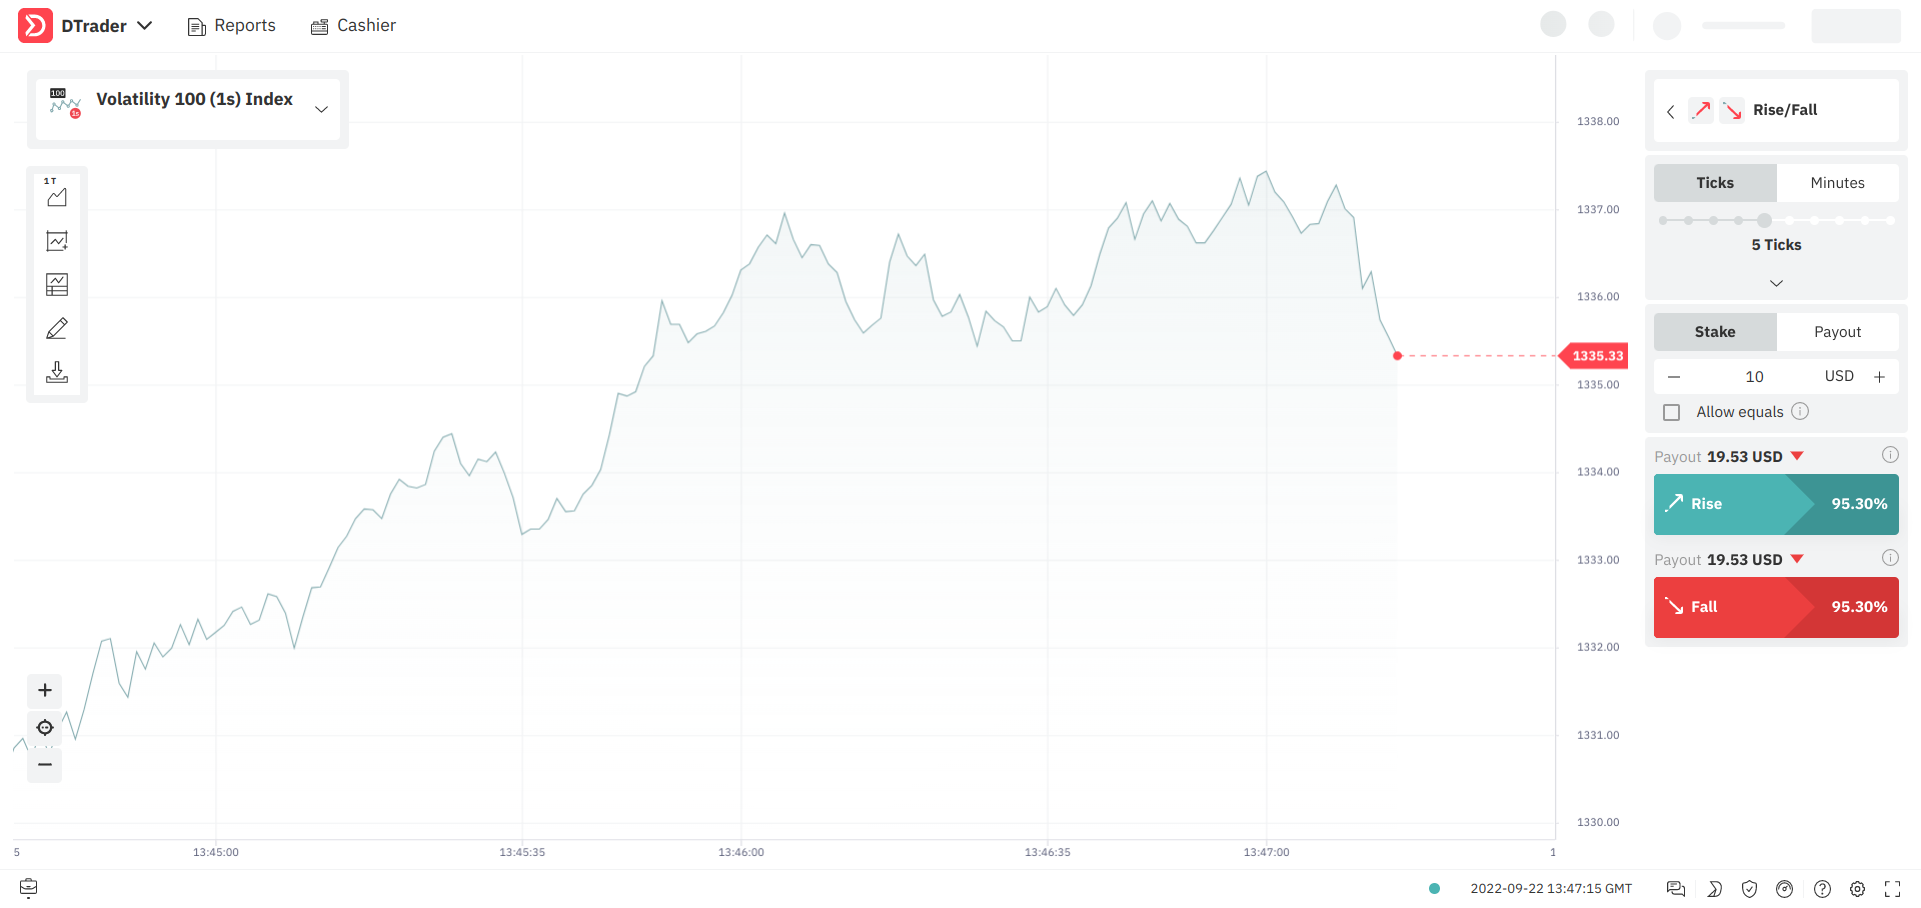 DTrader
Reports
Cashier
100
1s
Volatility 100 (1s) Index
1 T
1338.00
1337.00
1336.00
1335.33
1335.00
1334.00
1333.00
1332.00
1331.00
1330.00
5
13:45:00
13:45:35
13:46:00
13:46:35
13:47:00
1
Rise/Fall
Ticks
Minutes
5 Ticks
Stake
Payout
10
USD
Allow equals
Payout 19.53 USD
Rise
95.30%
Payout 19.53 USD
Fall
95.30%
2022-09-22 13:47:15 GMT